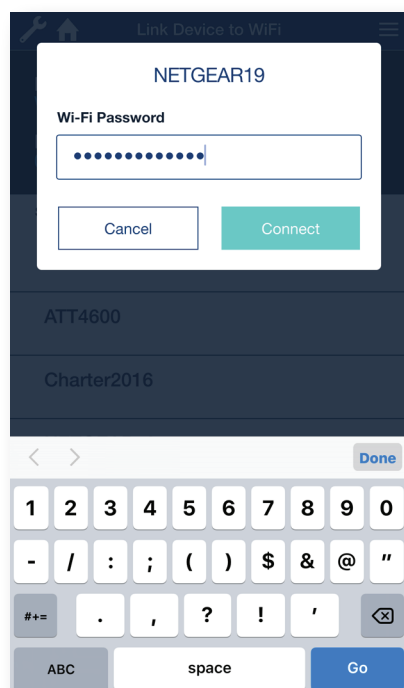 Link Device to WiFi
NETGEAR19
Wi-Fi Password
•••••••••••••
Cancel
Connect
ATT4600
Charter2016
Done
1 2 3 4 5 6 7 8 9 0
- / : ; ( ) $ & @ "
#+= . , ? ! '
ABC space Go